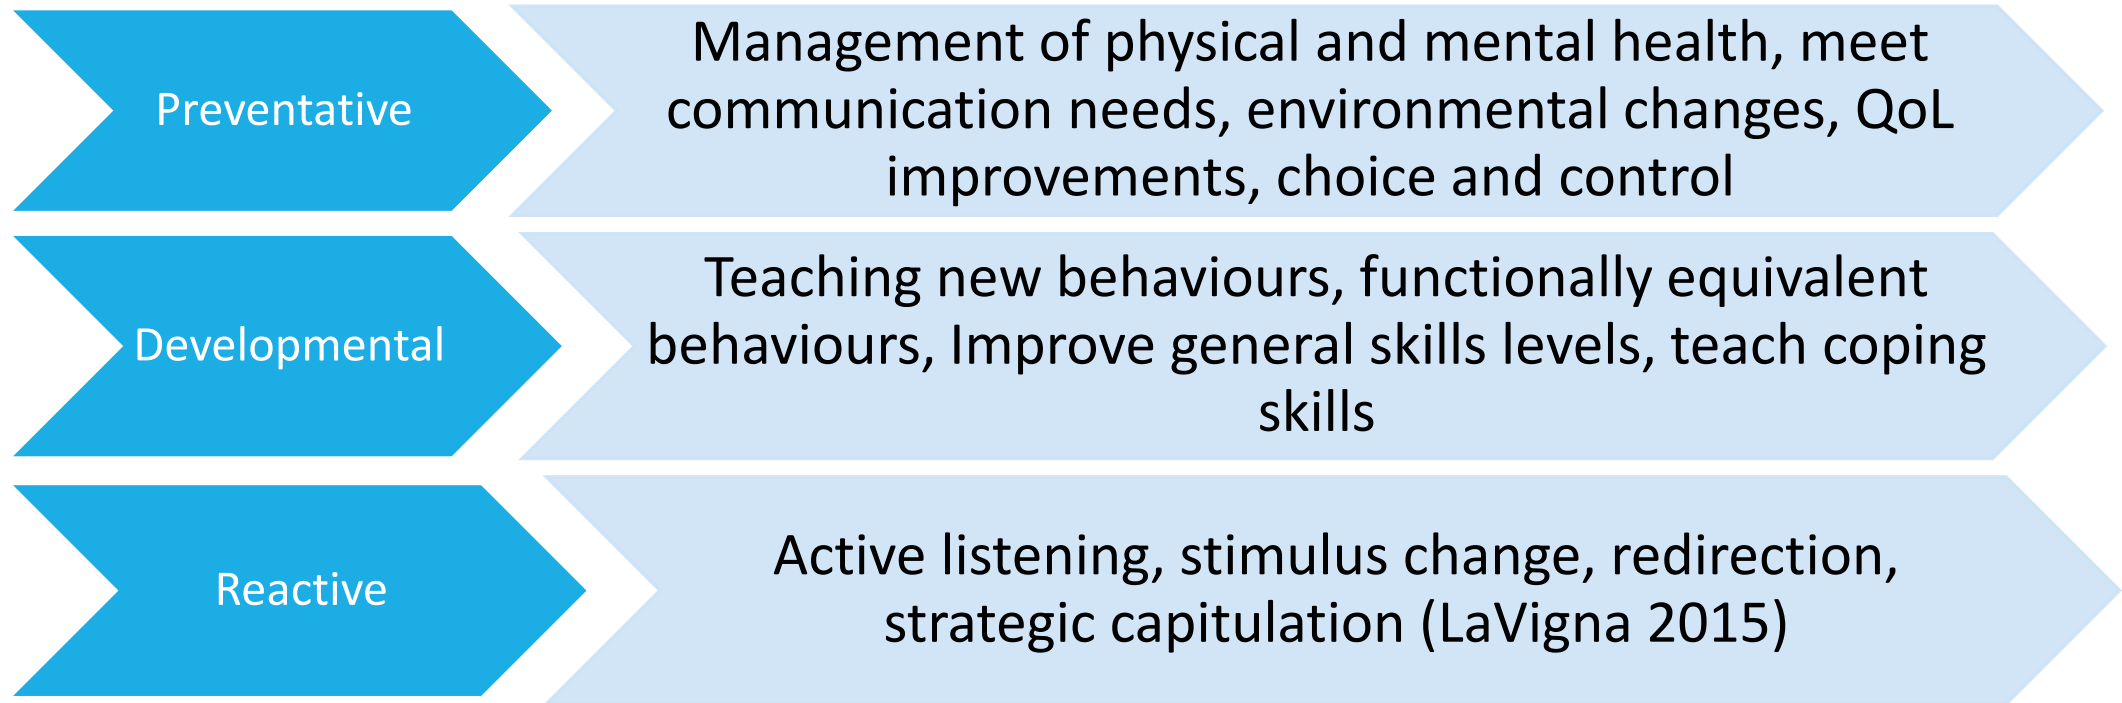 Preventative
Management of physical and mental health, meet
communication needs, environmental changes, QoL
improvements, choice and control
Developmental
Teaching new behaviours, functionally equivalent
behaviours, Improve general skills levels, teach coping
skills
Reactive
Active listening, stimulus change, redirection,
strategic capitulation (LaVigna 2015)